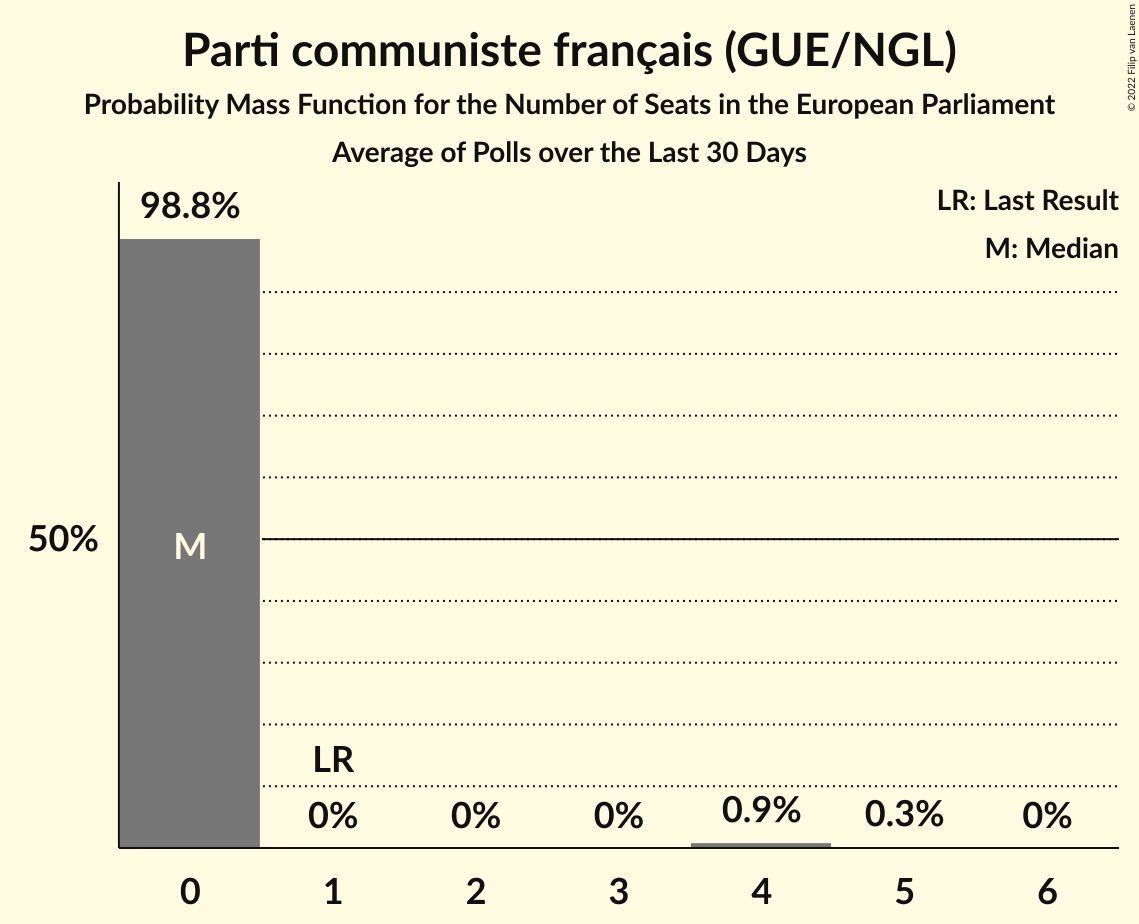 Parti communiste français (GUE/NGL)
Probability Mass Function for the Number of Seats in the European Parliament
Average of Polls over the Last 30 Days
© 2022 Filip van Laenen
LR: Last Result
M: Median
98.8%
50%
M
LR
0%
0%
0%
0.9%
0.3%
0%
0
1
2
3
4
5
6